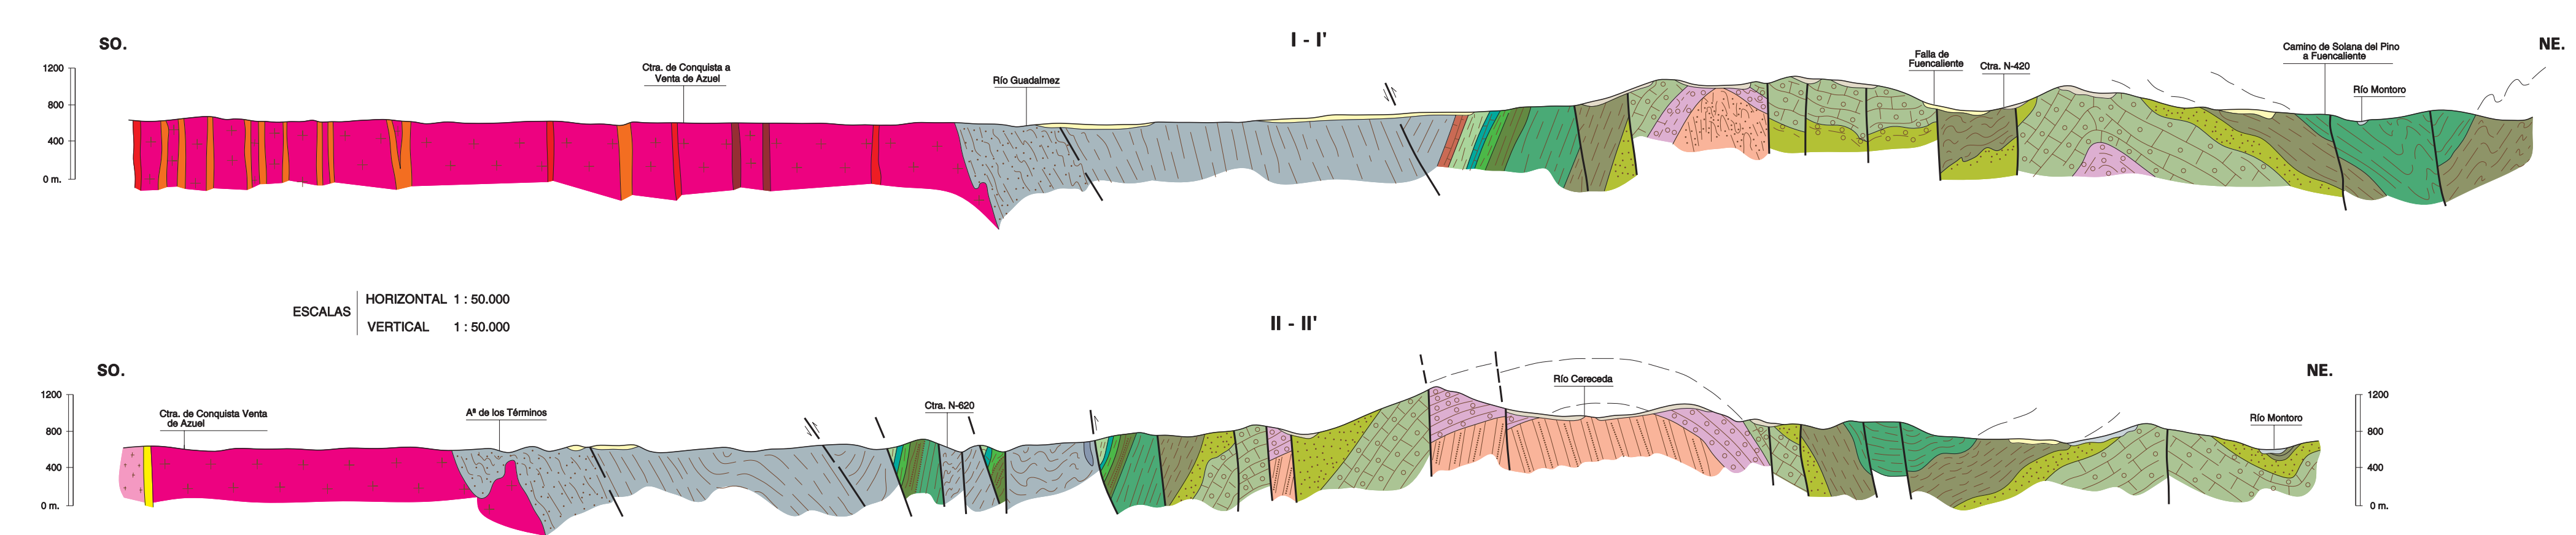 I - I'
SO.
NE.
1200
800
400
0 m.
Ctra. de Conquista a
Venta de Azuel
Río Guadalmez
Falla de
Fuencaliente
Ctra. N-420
Camino de Solana del Pino
a Fuencaliente
Río Montoro
ESCALAS
HORIZONTAL 1 : 50.000
VERTICAL 1 : 50.000
II - II'
SO.
NE.
1200
800
400
0 m.
Ctra. de Conquista Venta
de Azuel
Aº de los Términos
Ctra. N-620
Río Cereceda
Río Montoro
1200
800
400
0 m.